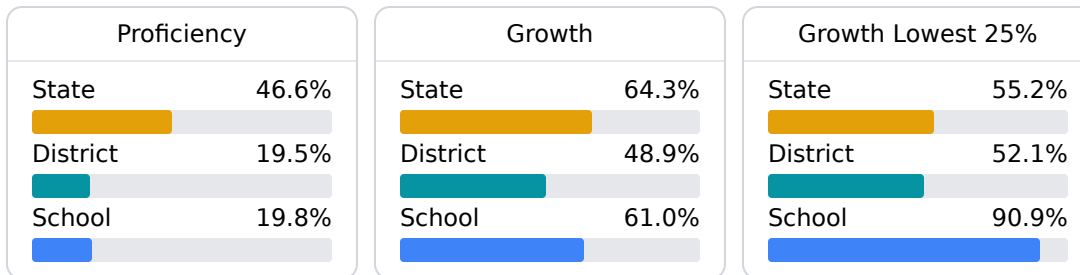 Proficiency
State 46.6%
District 19.5%
School 19.8%
Growth
State 64.3%
District 48.9%
School 61.0%
Growth Lowest 25%
State 55.2%
District 52.1%
School 90.9%